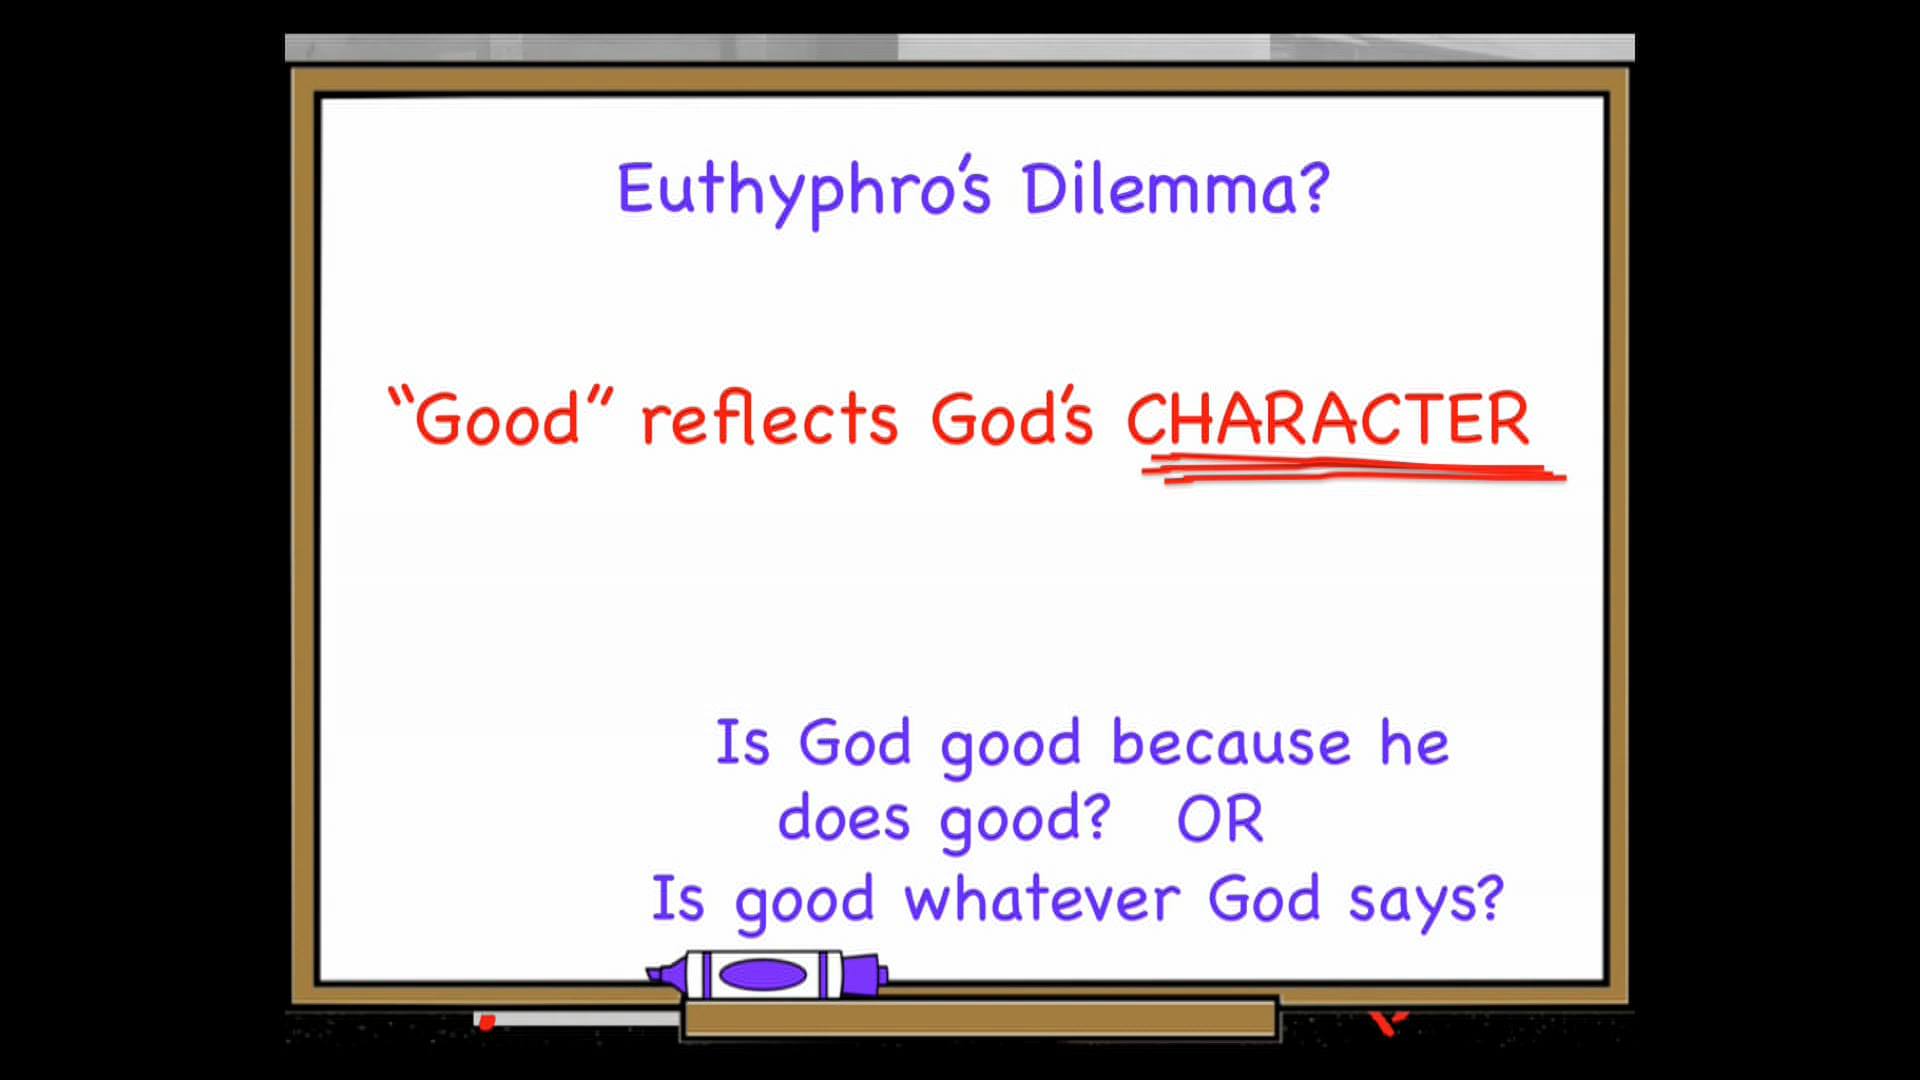 Euthyphro's Dilemma?
“Good” reflects God's CHARACTER
Is God good because he
does good? OR
Is good whatever God says?